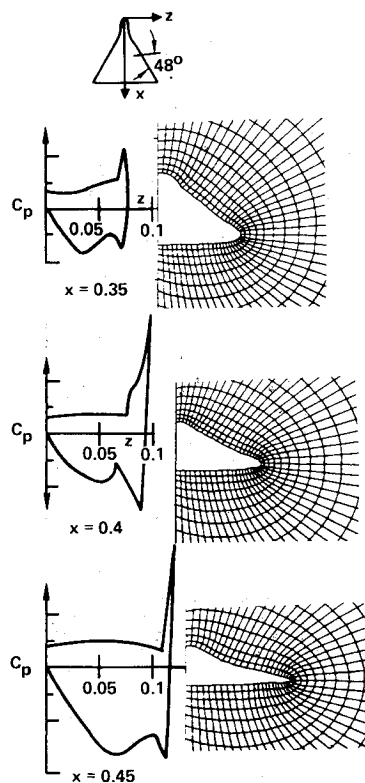 z
48°
x
Cp
z
0.05
0.1
x = 0.35
Cp
0.05
z
0.1
x = 0.4
Cp
0.05
0.1
x = 0.45